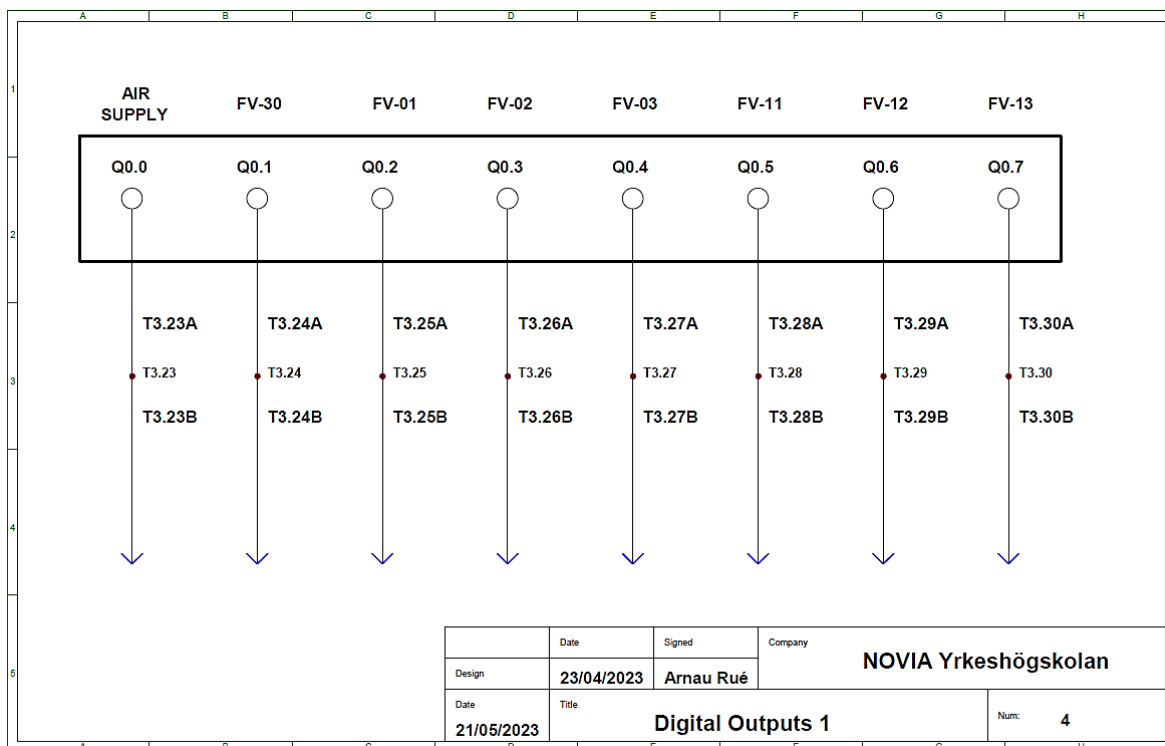 A B C D E F G H
1
AIR
SUPPLY
FV-30 FV-01 FV-02 FV-03 FV-11 FV-12 FV-13
Q0.0 Q0.1 Q0.2 Q0.3 Q0.4 Q0.5 Q0.6 Q0.7
2
T3.23A T3.24A T3.25A T3.26A T3.27A T3.28A T3.29A T3.30A
3
T3.23 T3.24 T3.25 T3.26 T3.27 T3.28 T3.29 T3.30
T3.23B T3.24B T3.25B T3.26B T3.27B T3.28B T3.29B T3.30B
4
5
Date Signed Company
NOVIA Yrkeshögskolan
Design 23/04/2023 Arnau Rué
Date Title
21/05/2023 Digital Outputs 1 Num: 4
A B C D E F G H